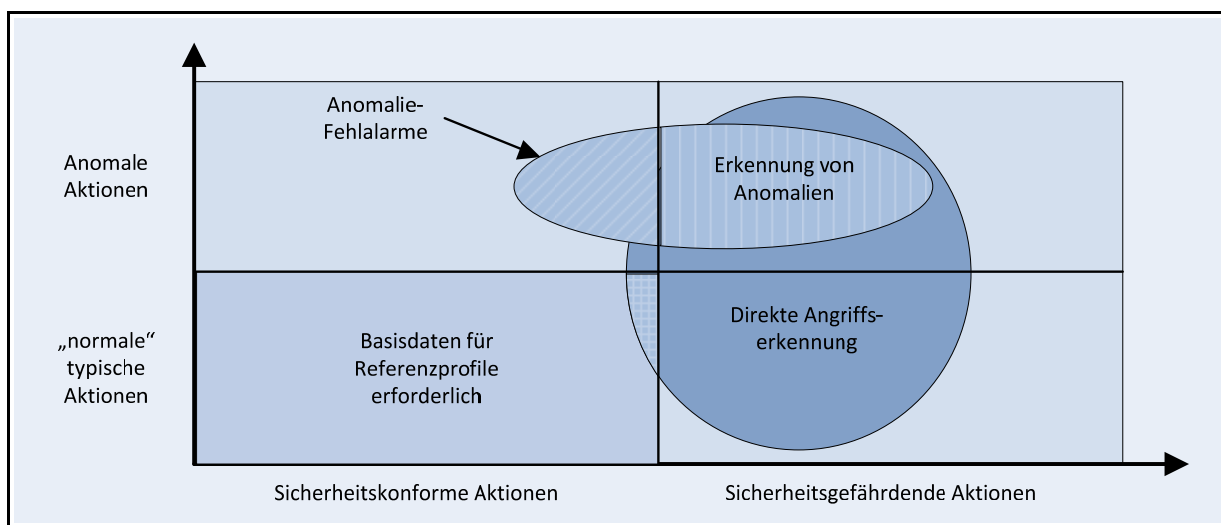 Anomalie-
Fehlalarme
Anomale
Aktionen
Erkennung von
Anomalien
„normale“
typische
Aktionen
Basisdaten für
Referenzprofile
erforderlich
Direkte Angriffs-
erkennung
Sicherheitskonforme Aktionen
Sicherheitsgefährdende Aktionen